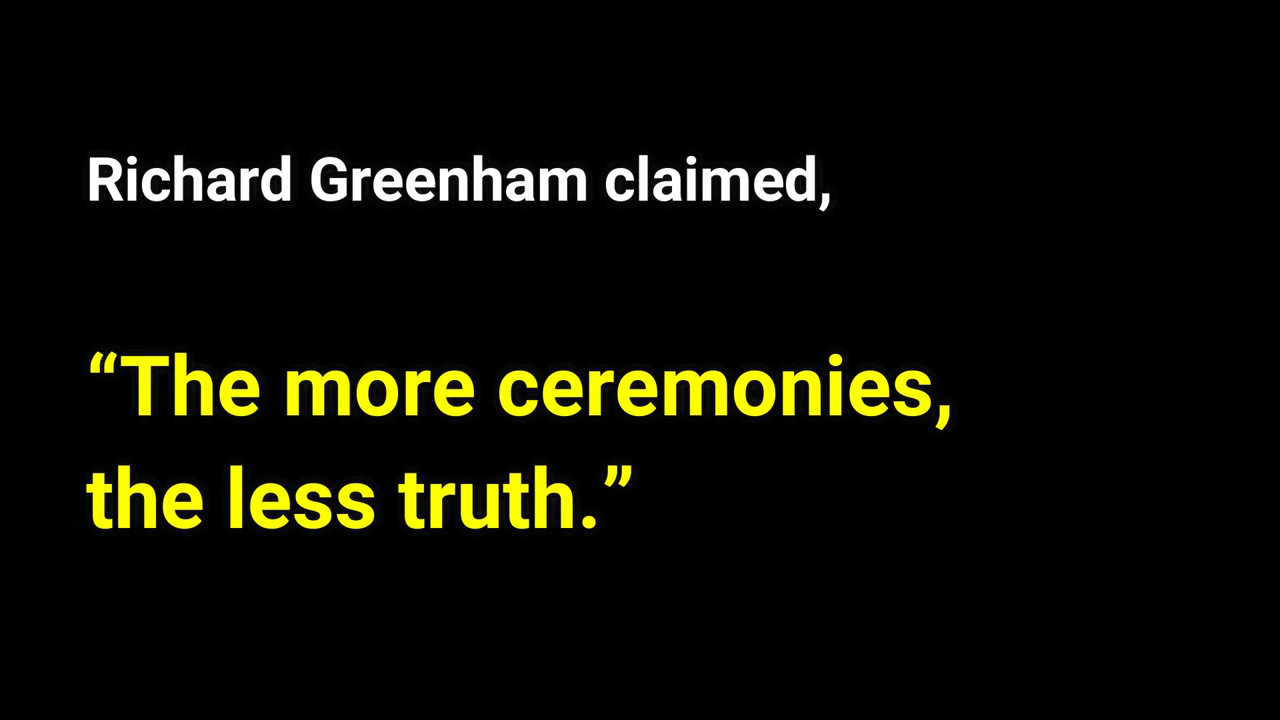 Richard Greenham claimed,
“The more ceremonies,
the less truth.”